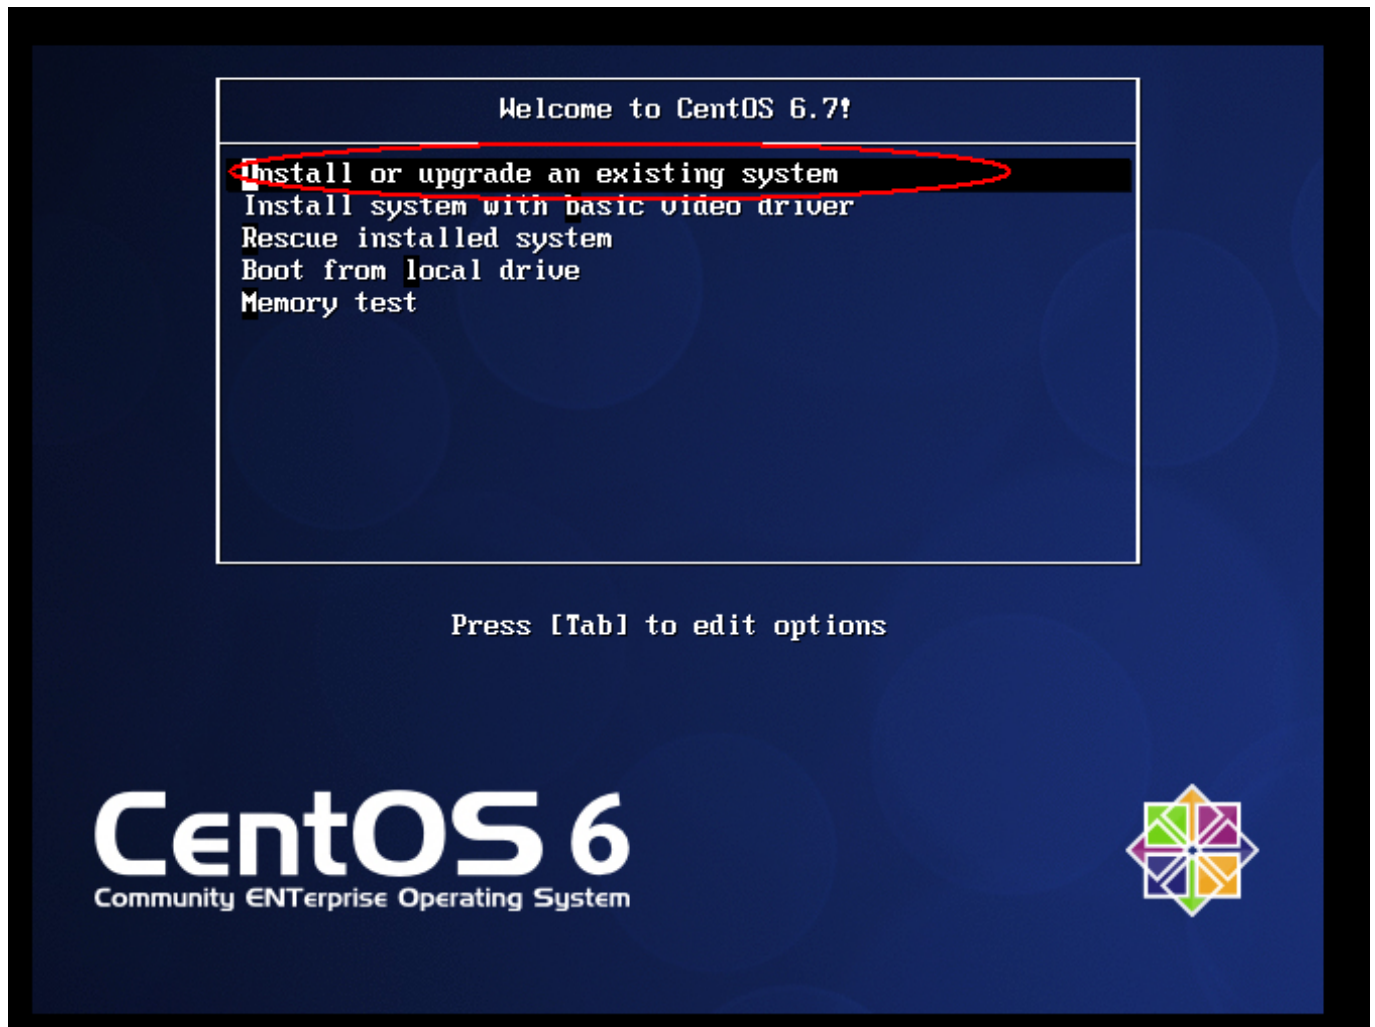 Welcome to CentOS 6.7!
Install or upgrade an existing system
Install system with basic video driver
Rescue installed system
Boot from local drive
Memory test
Press [Tab] to edit options
CentOS 6
Community ENTerprise Operating System